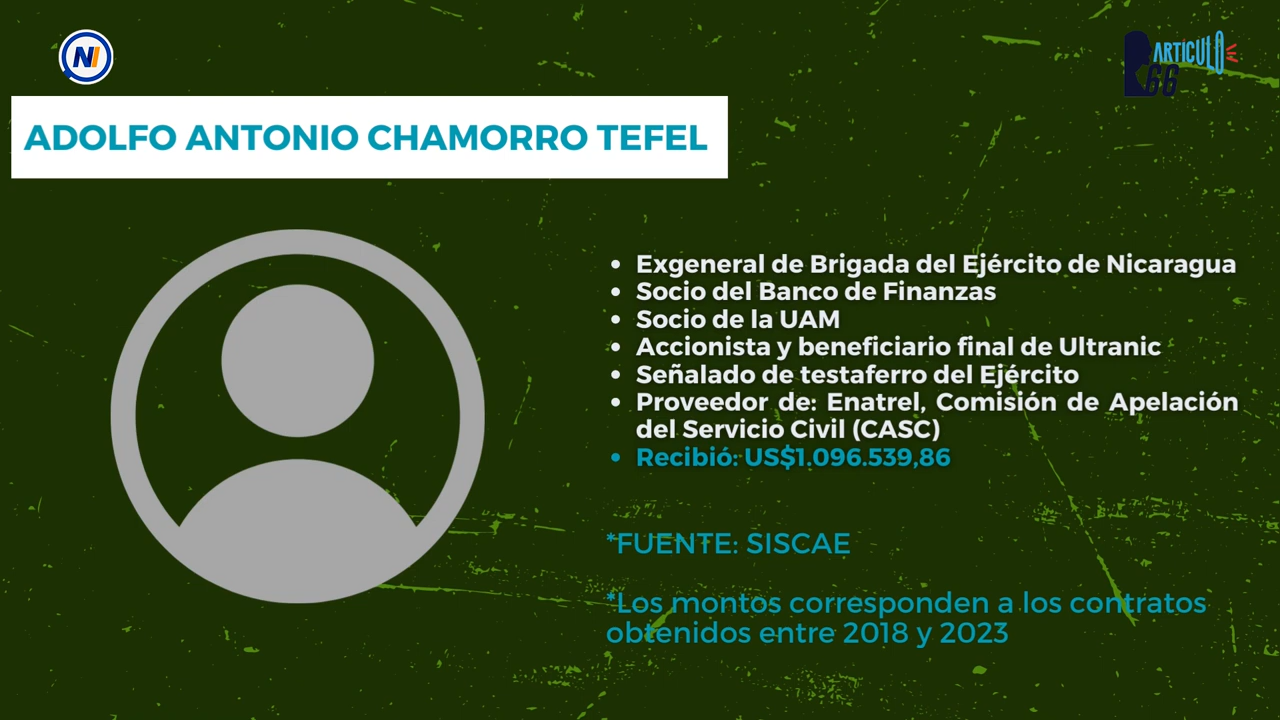 NI
ARTÍCULO
66
ADOLFO ANTONIO CHAMORRO TEFEL
• Exgeneral de Brigada del Ejército de Nicaragua
• Socio del Banco de Finanzas
• Socio de la UAM
• Accionista y beneficiario final de Ultranic
• Señalado de testaferro del Ejército
• Proveedor de: Enatrel, Comisión de Apelación
del Servicio Civil (CASC)
• Recibió: US$1.096.539,86
*FUENTE: SISCAE
*Los montos corresponden a los contratos
obtenidos entre 2018 y 2023